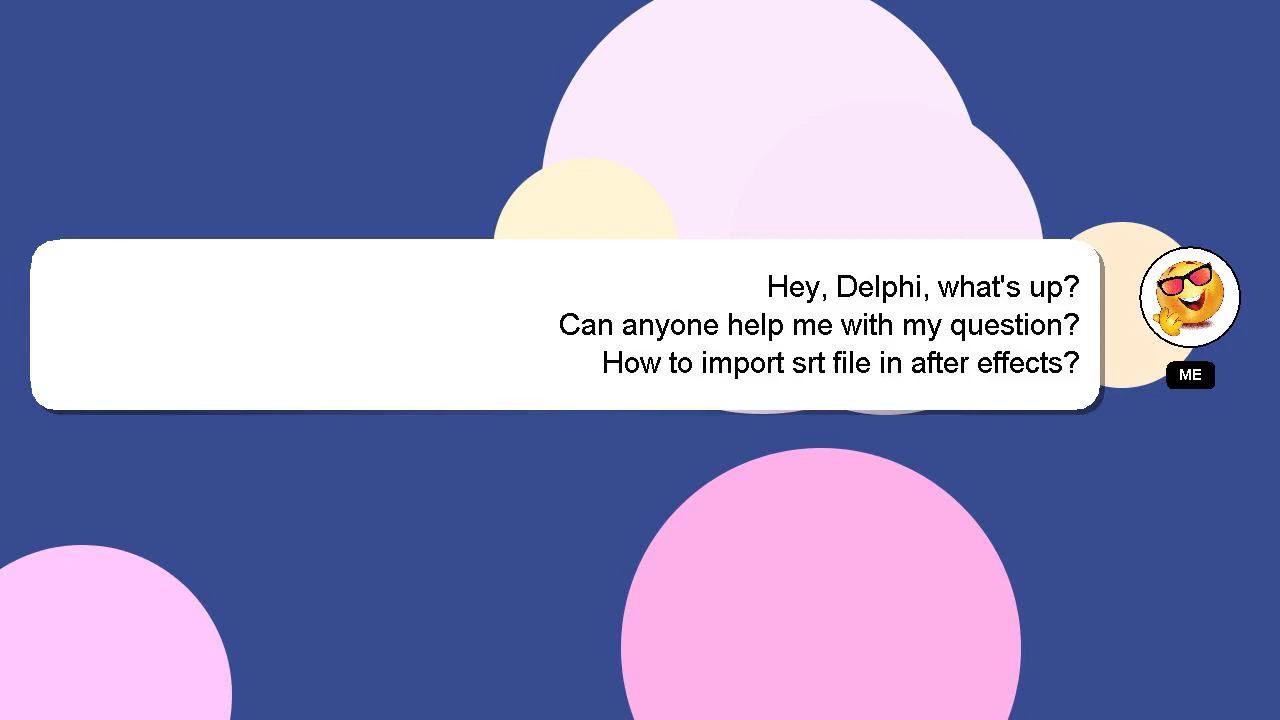 Hey, Delphi, what's up?
Can anyone help me with my question?
How to import srt file in after effects?
ME